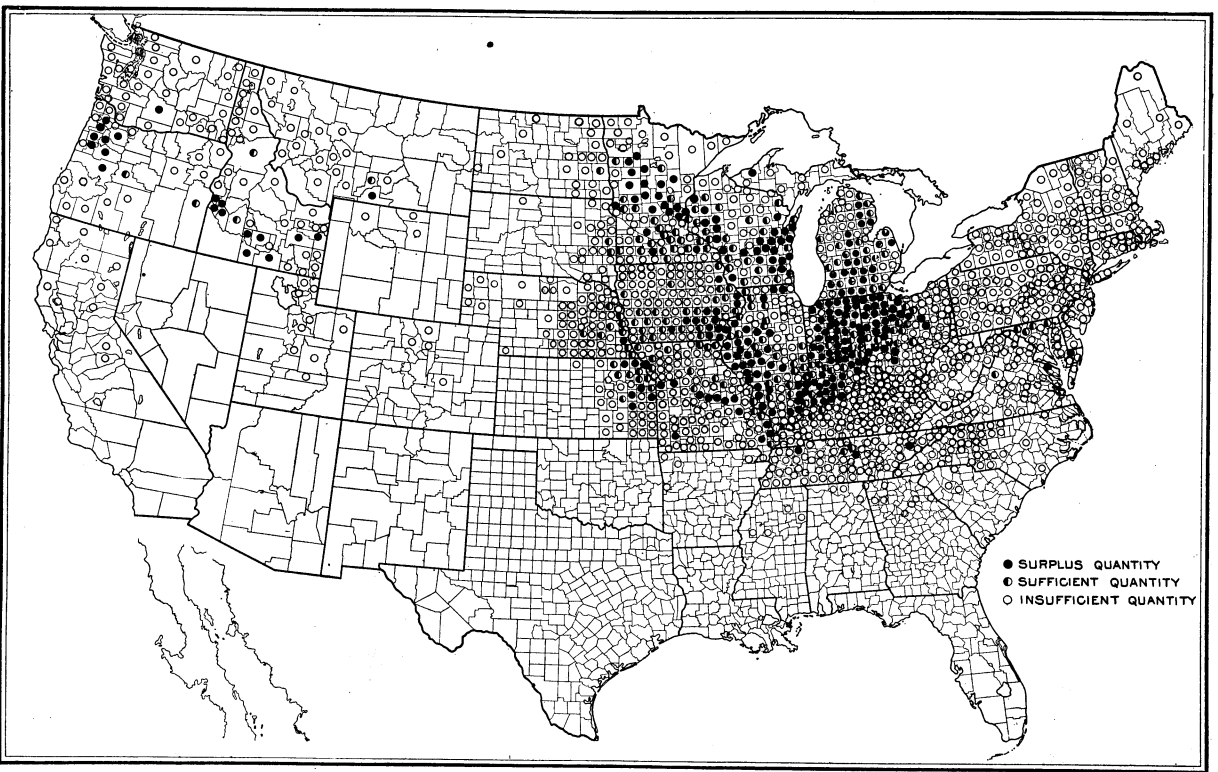 ● SURPLUS QUANTITY
◐ SUFFICIENT QUANTITY
○ INSUFFICIENT QUANTITY